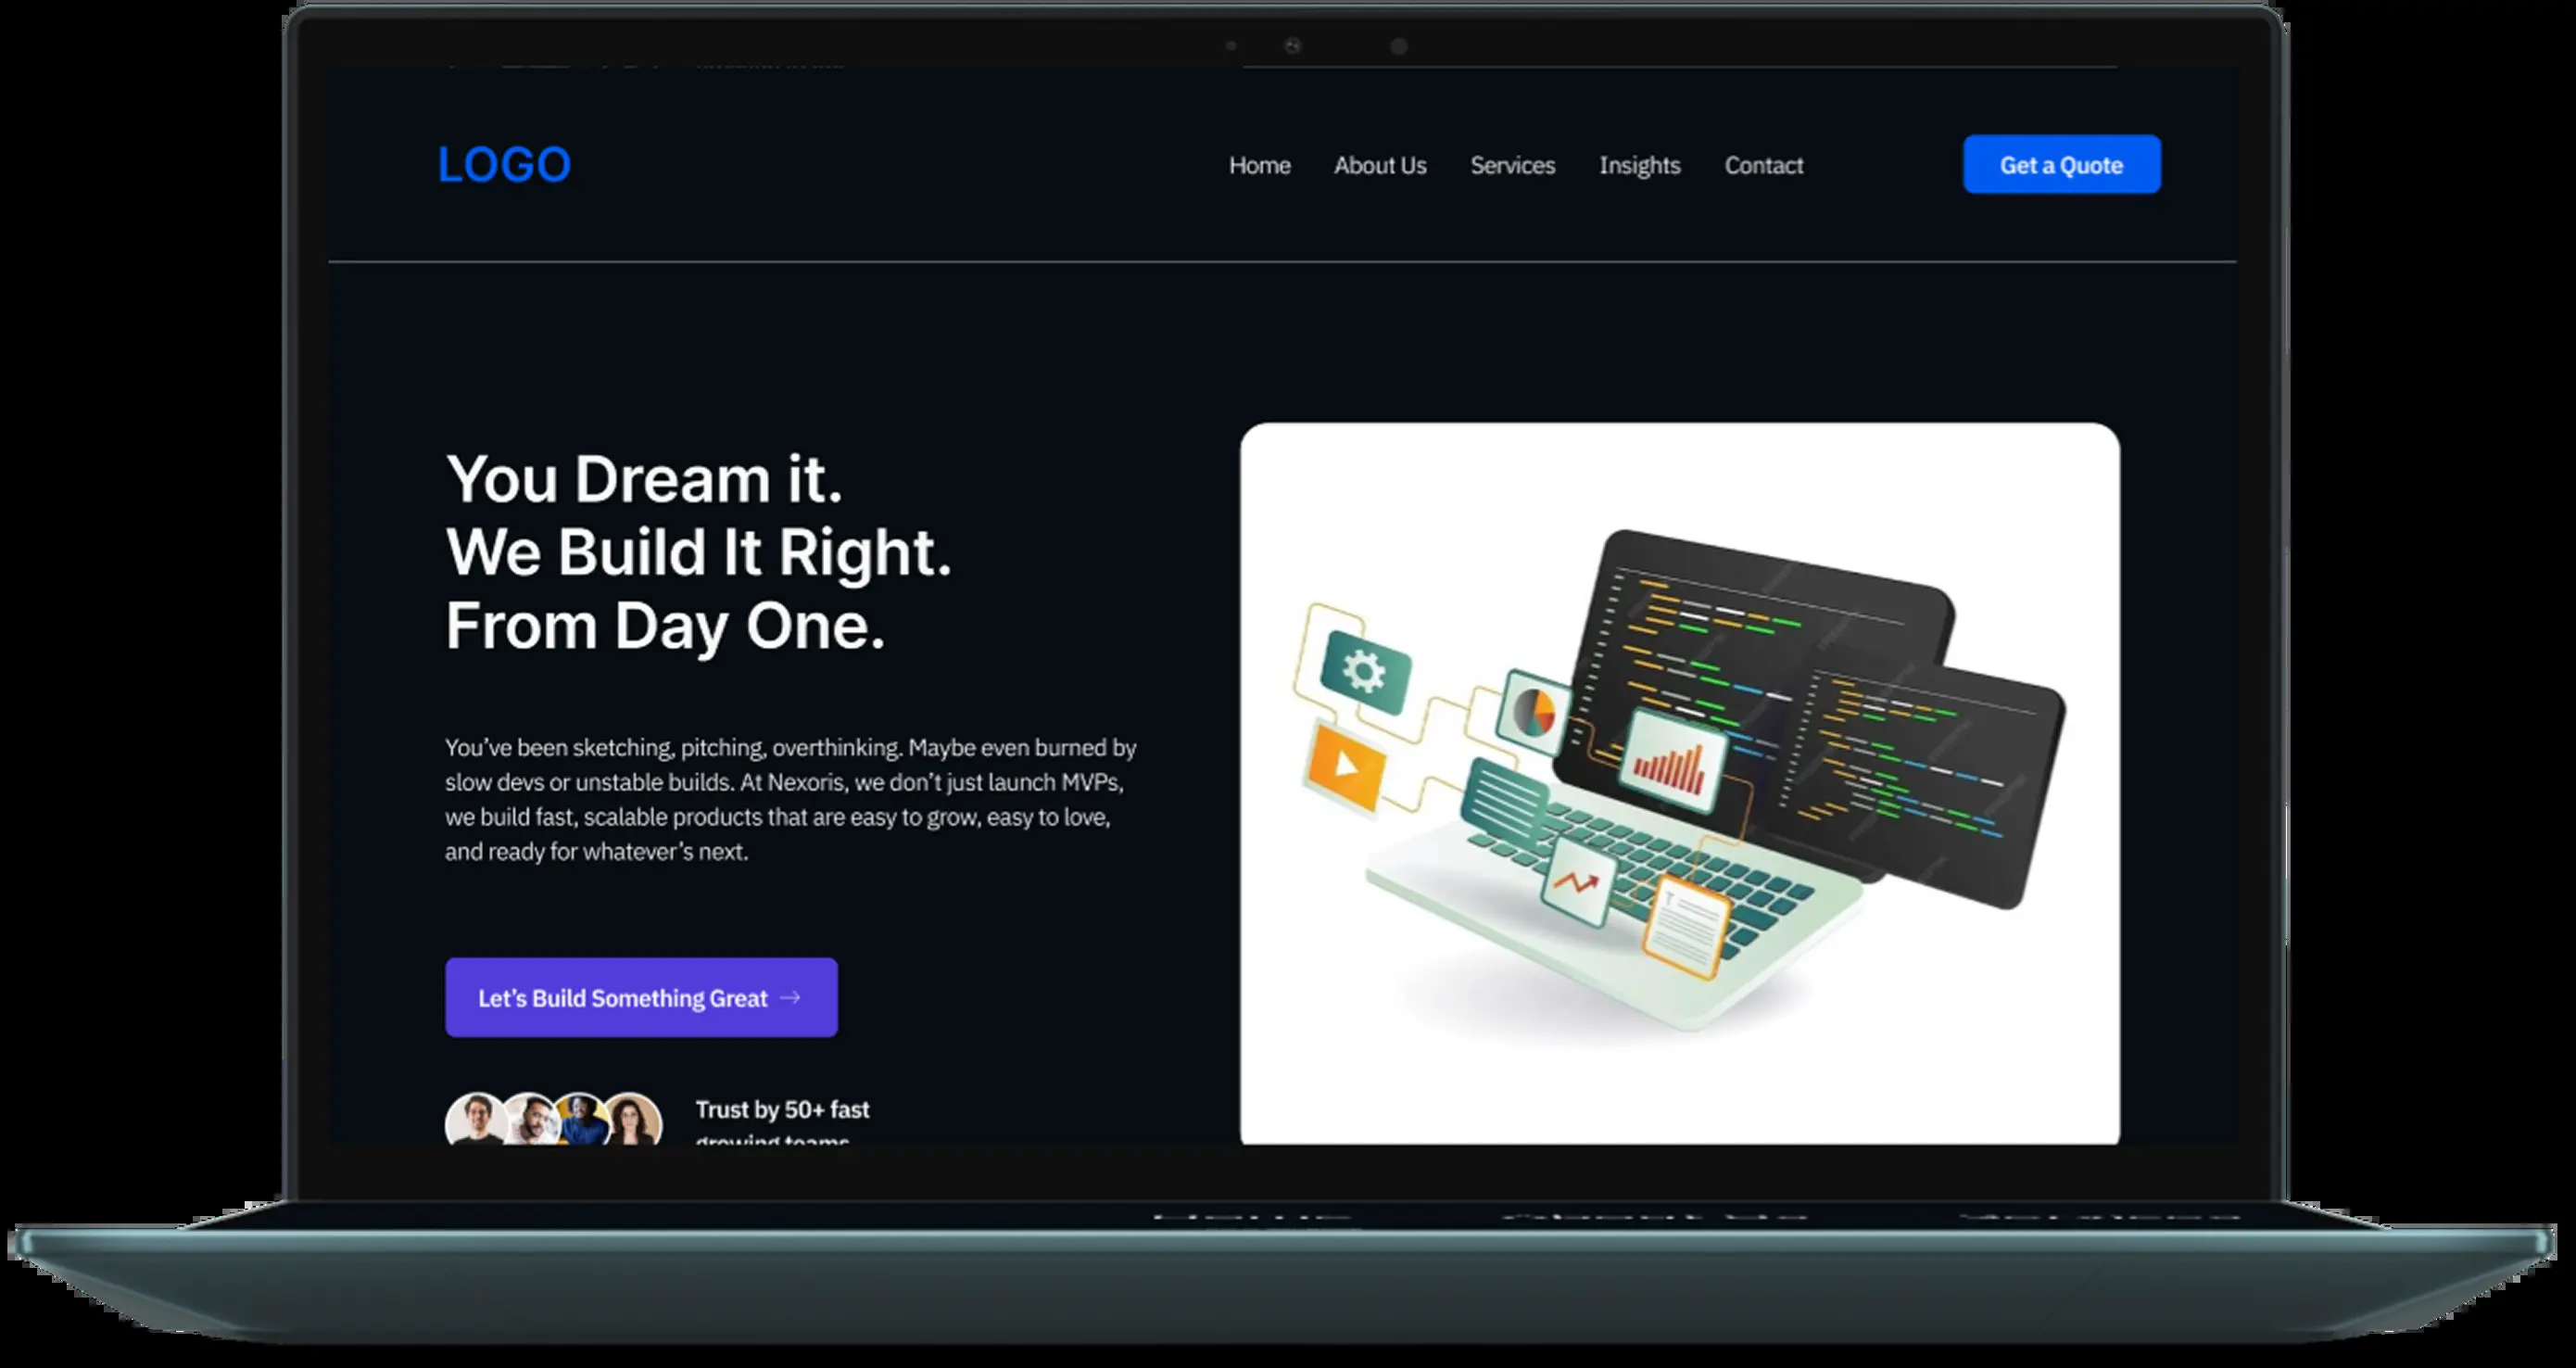 LOGO
Home
About Us
Services
Insights
Contact
Get a Quote
You Dream it.
We Build It Right.
From Day One.
You’ve been sketching, pitching, overthinking. Maybe even burned by
slow devs or unstable builds. At Nexoris, we don’t just launch MVPs,
we build fast, scalable products that are easy to grow, easy to love,
and ready for whatever’s next.
Let’s Build Something Great →
Trust by 50+ fast
growing teams